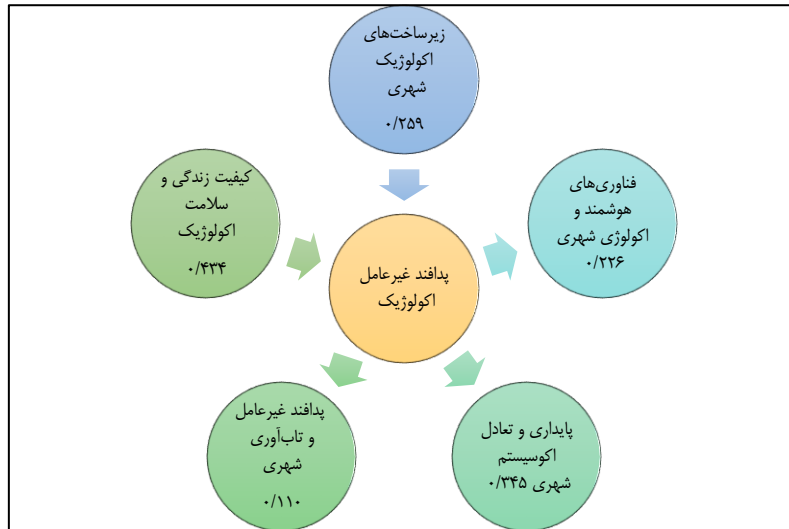 زیرساخت‌های
اکولوژیک
شهری
۰/۲۵۹
کیفیت زندگی و
سلامت
اکولوژیک
۰/۴۳۴
فناوری‌های
هوشمند و
اکولوژی شهری
۰/۲۲۶
پدافند غیرعامل
اکولوژیک
پدافند غیرعامل
و تاب‌آوری
شهری
۰/۱۱۰
پایداری و تعادل
اکوسیستم
شهری ۰/۳۴۵